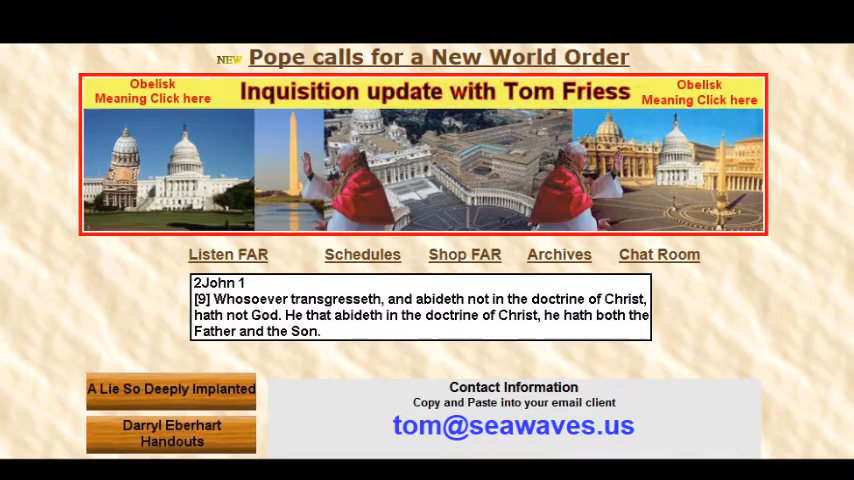 NEW Pope calls for a New World Order
Obelisk
Meaning Click here
Inquisition update with Tom Friess
Obelisk
Meaning Click here
Listen FAR Schedules Shop FAR Archives Chat Room
2John 1
[9] Whosoever transgresseth, and abideth not in the doctrine of Christ,
hath not God. He that abideth in the doctrine of Christ, he hath both the
Father and the Son.
A Lie So Deeply Implanted
Darryl Eberhart
Handouts
Contact Information
Copy and Paste into your email client
tom@seawaves.us